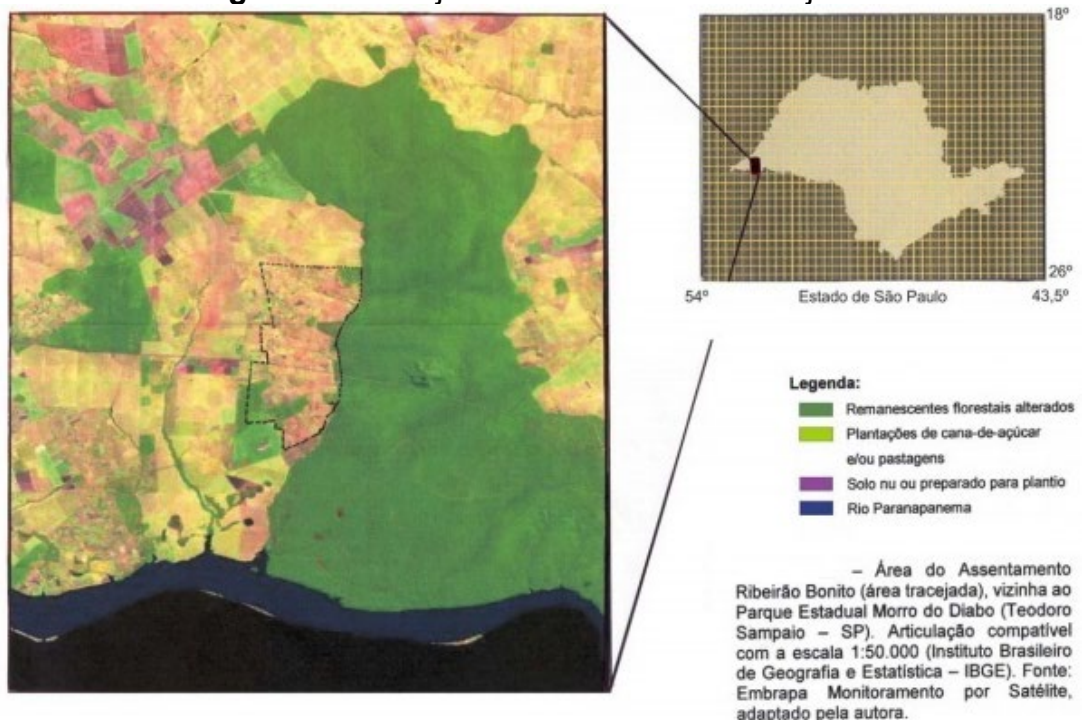 18º
26º
54º
Estado de São Paulo
43,5º
Legenda:
Remanescentes florestais alterados
Plantações de cana-de-açúcar
e/ou pastagens
Solo nu ou preparado para plantio
Rio Paranapanema
– Área do Assentamento
Ribeirão Bonito (área tracejada), vizinha ao
Parque Estadual Morro do Diabo (Teodoro
Sampaio – SP). Articulação compatível
com a escala 1:50.000 (Instituto Brasileiro
de Geografia e Estatística – IBGE). Fonte:
Embrapa Monitoramento por Satélite,
adaptado pela autora.